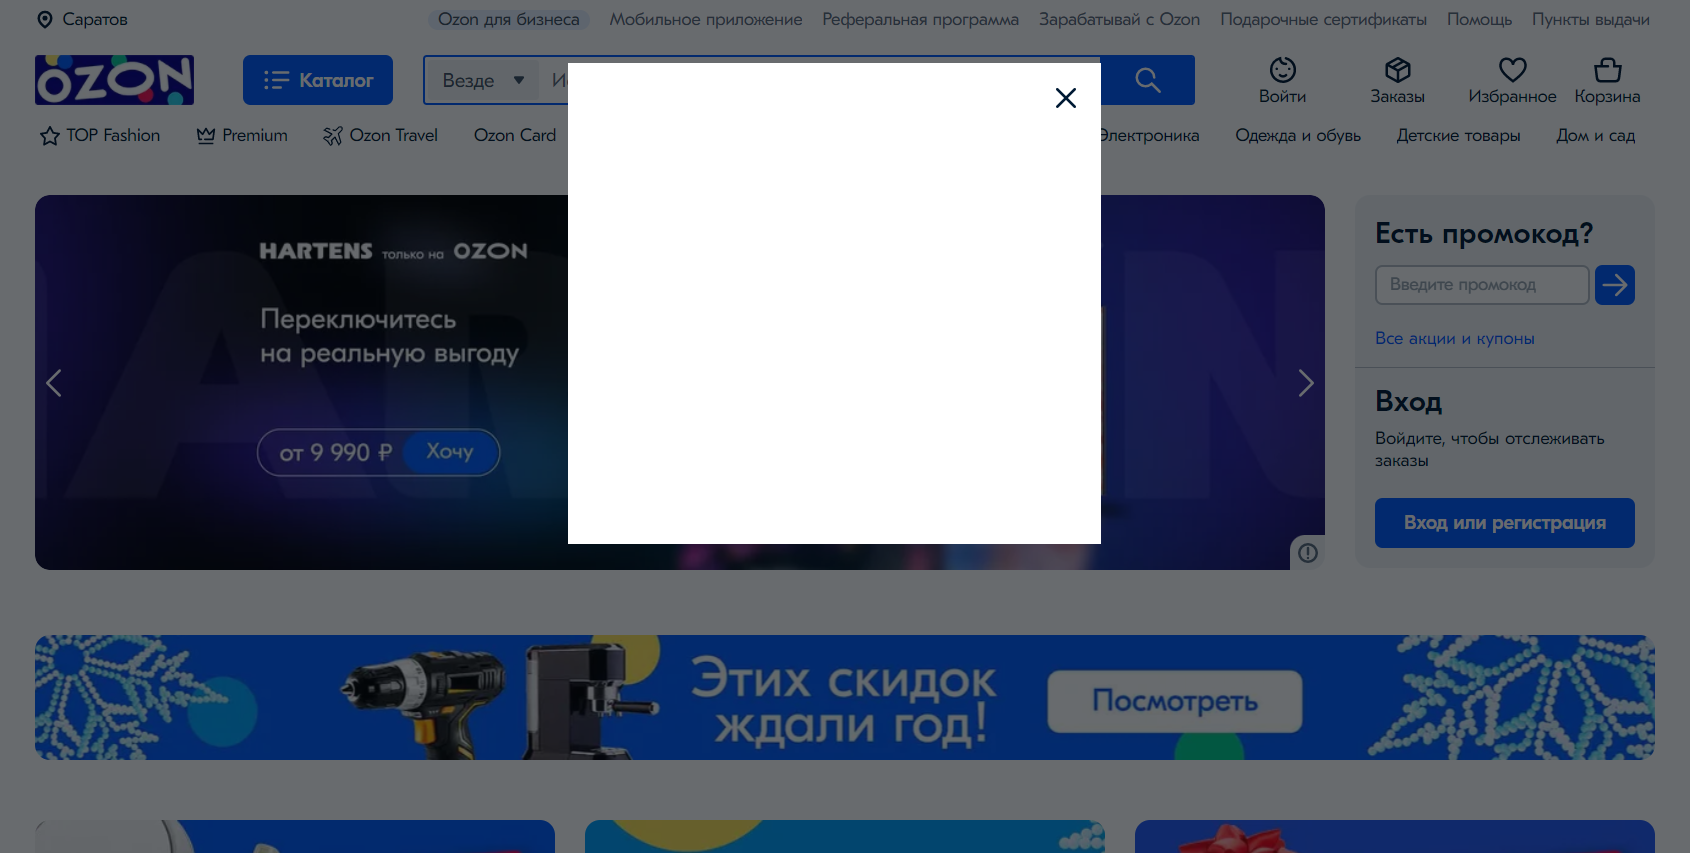 Саратов
Ozon для бизнеса
Мобильное приложение
Реферальная программа
Зарабатывай с Ozon
Подарочные сертификаты
Помощь
Пункты выдачи
OZON
Каталог
Везде
Войти
Заказы
Избранное
Корзина
TOP Fashion
Premium
Ozon Travel
Ozon Card
Электроника
Одежда и обувь
Детские товары
Дом и сад
HARTENS только на OZON
Переключитесь
на реальную выгоду
от 9 990 ₽
Хочу
Есть промокод?
Введите промокод
Все акции и купоны
Вход
Войдите, чтобы отслеживать
заказы
Вход или регистрация
Этих скидок
ждали год!
Посмотреть